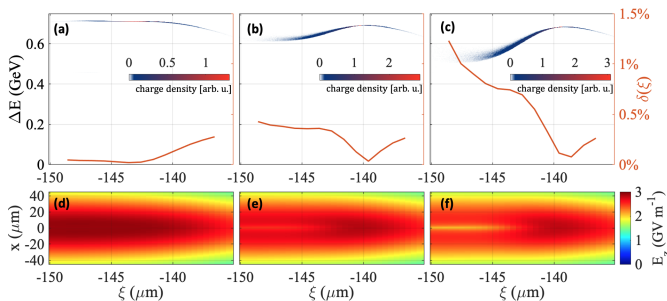 (a) (b) (c)
0.6 1.5%
0.4 0 1 0 1 2 0 1 2 3 1%
charge density [arb. u.] charge density [arb. u.] charge density [arb. u.]
ΔE (GeV) δ(ξ)
0.2 0.5%
0 0%
-150 -145 -140 -150 -145 -140 -150 -145 -140
(d) (e) (f)
40 3
20 2
0
-20 1
-40 0
x (μm) E_z (GV m⁻¹)
-150 -145 -140 -150 -145 -140 -150 -145 -140
ξ (μm) ξ (μm) ξ (μm)